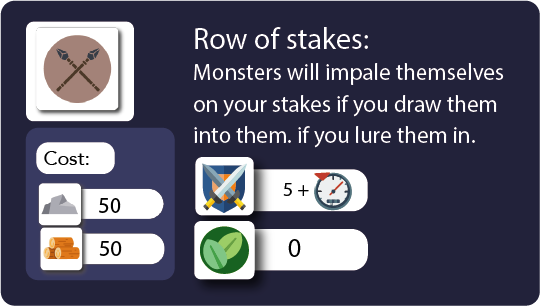 Row of stakes:
Monsters will impale themselves
on your stakes if you draw them
into them. if you lure them in.
Cost:
50
50
5 +
0